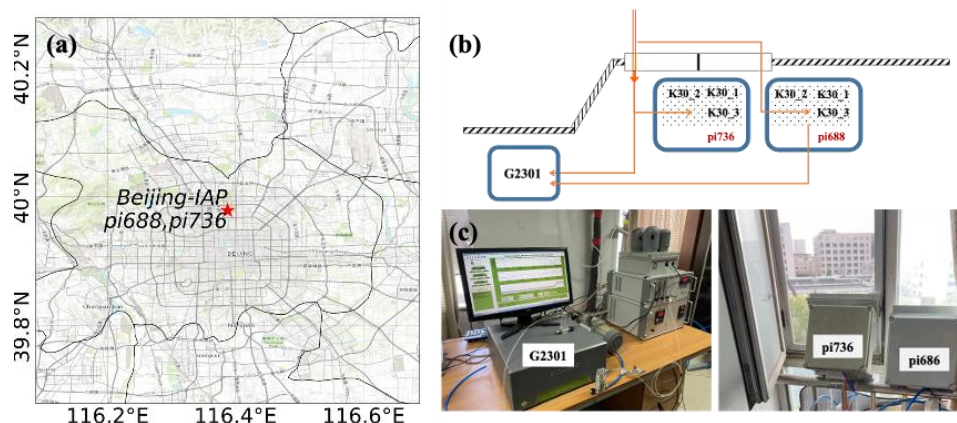 (a)
40.2°N
40°N
39.8°N
Beijing-IAP
pi688,pi736
BEIJING
116.2°E
116.4°E
116.6°E
(b)
K30_2 K30_1
K30_3
pi736
K30_2 K30_1
K30_3
pi688
G2301
(c)
G2301
pi736
pi686